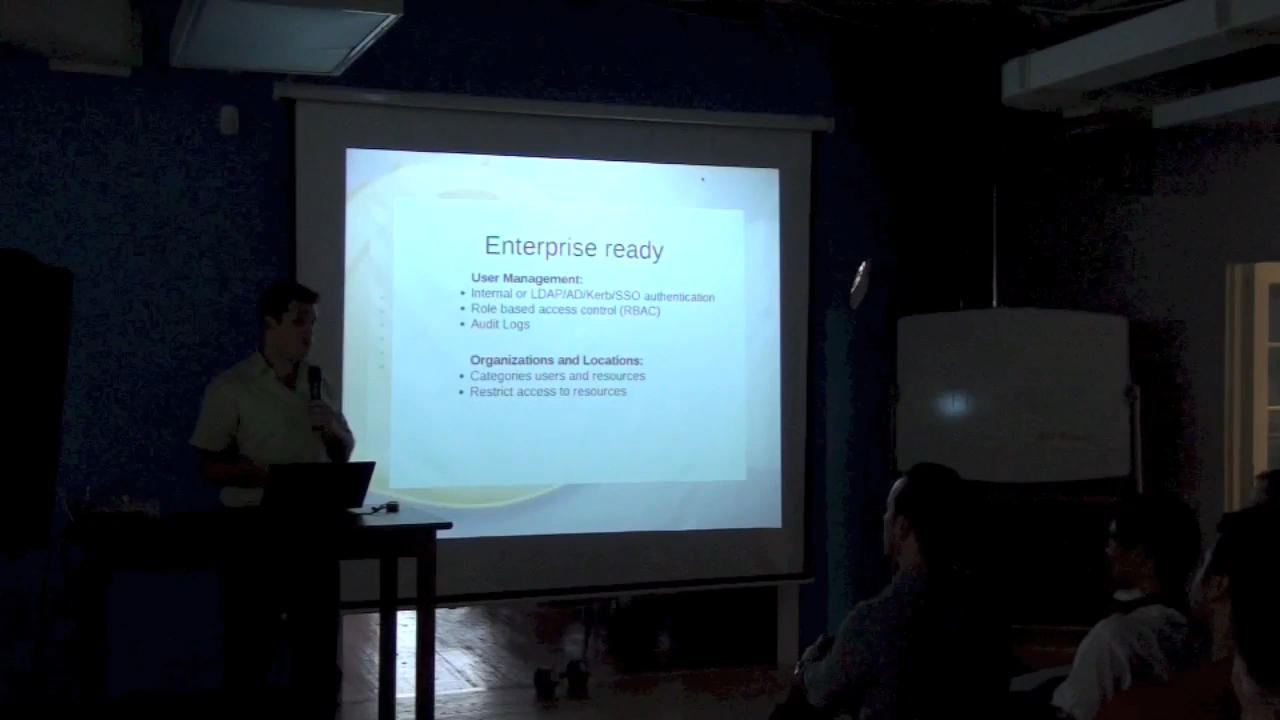 Enterprise ready
User Management:
• Internal or LDAP/AD/Kerb/SSO authentication
• Role based access control (RBAC)
• Audit Logs
Organizations and Locations:
• Categories users and resources
• Restrict access to resources